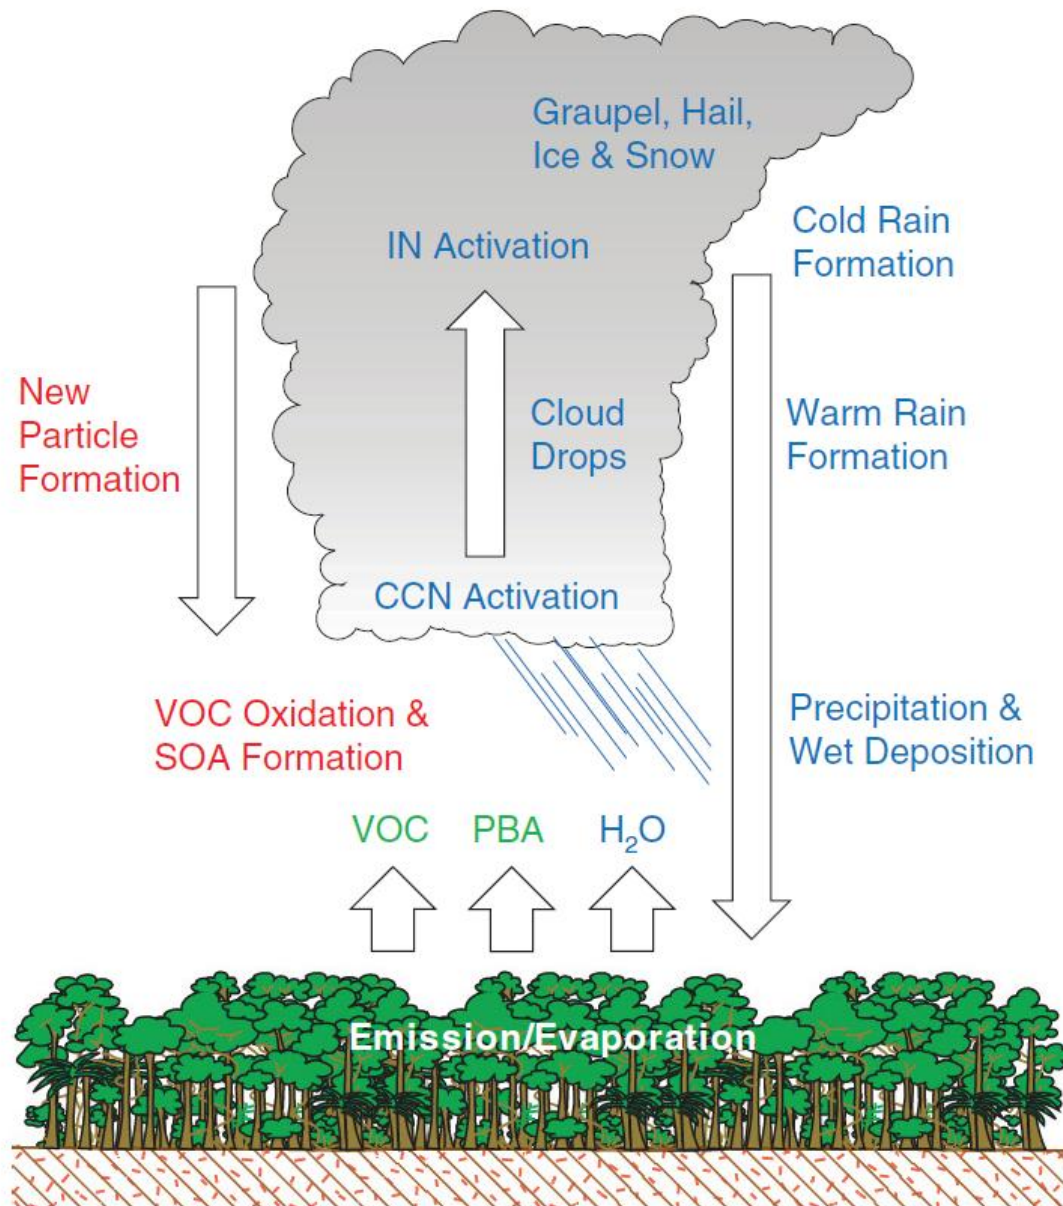 Graupel, Hail,
Ice & Snow
Cold Rain
Formation
IN Activation
New
Particle
Formation
Cloud
Drops
Warm Rain
Formation
CCN Activation
VOC Oxidation &
SOA Formation
Precipitation &
Wet Deposition
VOC
PBA
H₂O
Emission/Evaporation